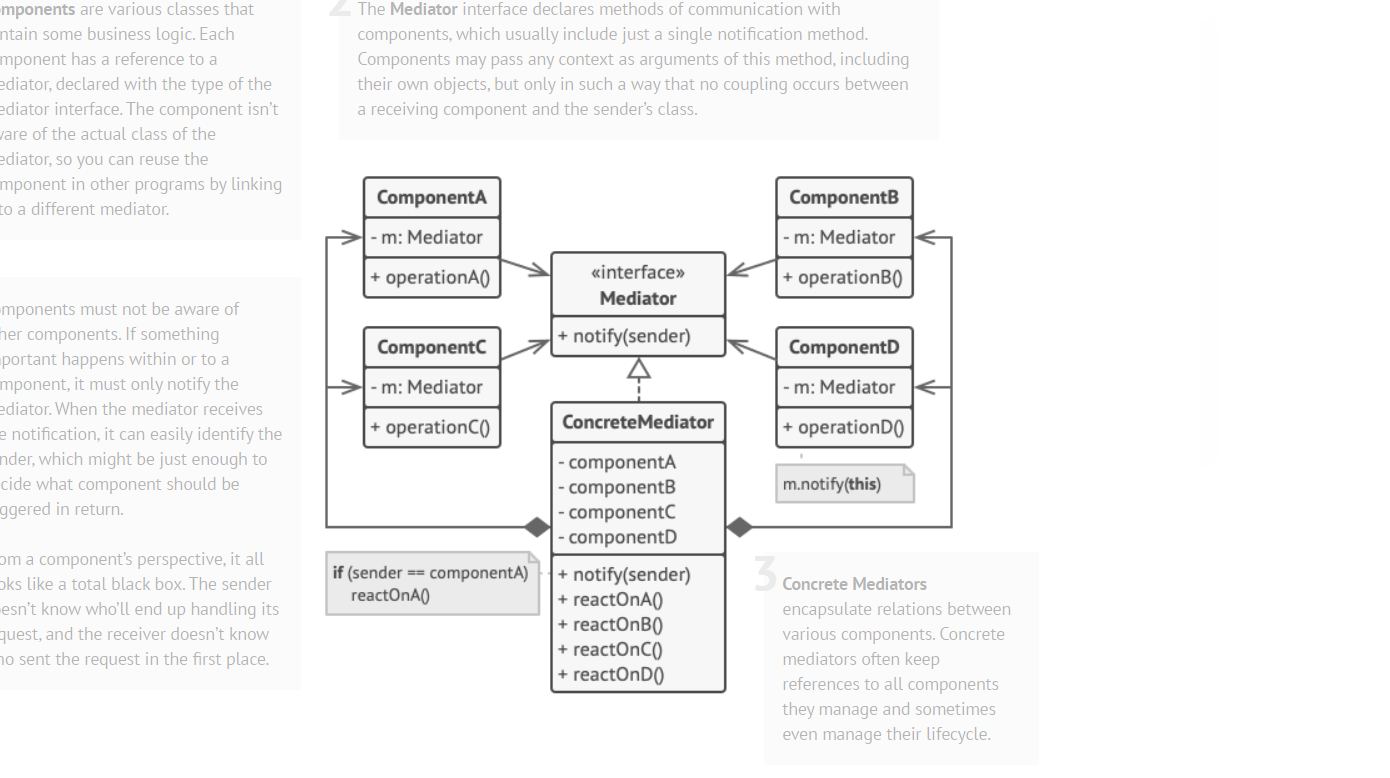 mponents are various classes that
ntain some business logic. Each
mponent has a reference to a
ediator, declared with the type of the
ediator interface. The component isn't
vare of the actual class of the
ediator, so you can reuse the
mponent in other programs by linking
to a different mediator.
2
The Mediator interface declares methods of communication with
components, which usually include just a single notification method.
Components may pass any context as arguments of this method, including
their own objects, but only in such a way that no coupling occurs between
a receiving component and the sender's class.
omponents must not be aware of
her components. If something
portant happens within or to a
mponent, it must only notify the
ediator. When the mediator receives
e notification, it can easily identify the
nder, which might be just enough to
cide what component should be
ggered in return.
om a component's perspective, it all
oks like a total black box. The sender
esn't know who'll end up handling its
quest, and the receiver doesn't know
ho sent the request in the first place.
ComponentA
- m: Mediator
+ operationA()
ComponentB
- m: Mediator
+ operationB()
«interface»
Mediator
+ notify(sender)
ComponentC
- m: Mediator
+ operationC()
ComponentD
- m: Mediator
+ operationD()
m.notify(this)
ConcreteMediator
- componentA
- componentB
- componentC
- componentD
+ notify(sender)
+ reactOnA()
+ reactOnB()
+ reactOnC()
+ reactOnD()
if (sender == componentA)
reactOnA()
3
Concrete Mediators
encapsulate relations between
various components. Concrete
mediators often keep
references to all components
they manage and sometimes
even manage their lifecycle.